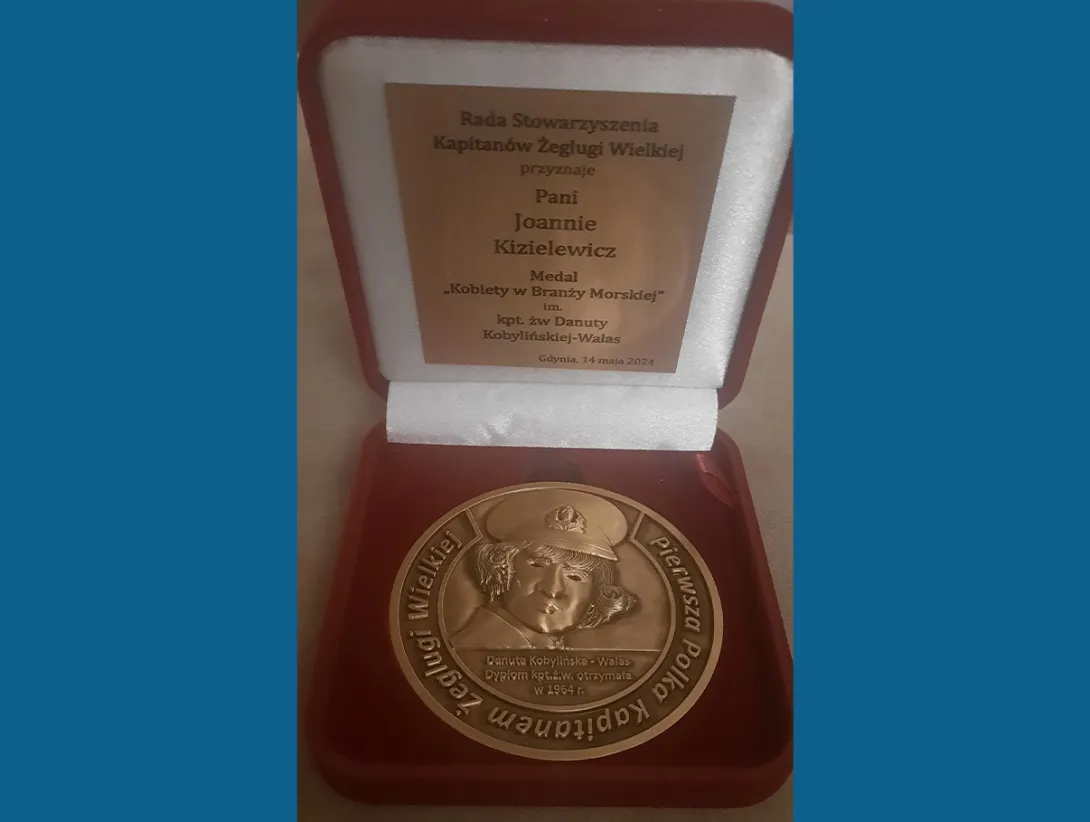 Rada Stowarzyszenia
Kapitanów Żeglugi Wielkiej
przyznaje
Pani
Joannie
Kizielewicz
Medal
„Kobiety w Branży Morskiej”
im.
kpt. żw Danuty
Kobylińskiej-Walas
Gdynia, 14 maja 2024
Pierwsza Polka Kapitanem Żeglugi Wielkiej
Danuta Kobylińska - Walas
Dyplom kpt.ż.w. otrzymała
w 1964 r.